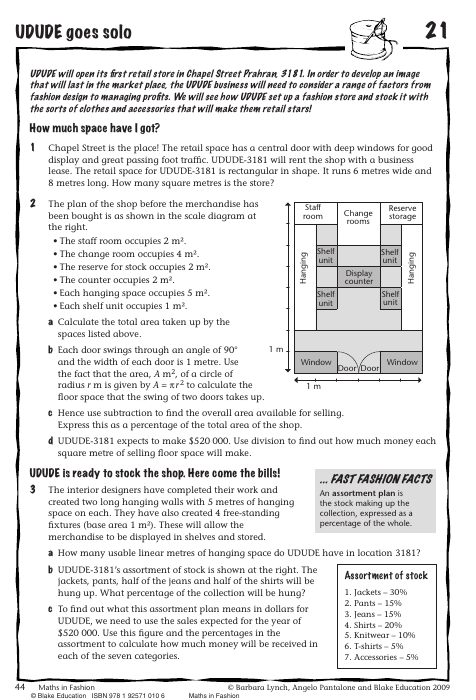 UDUDE goes solo
21
UDUDE will open its first retail store in Chapel Street Prahran, 3181. In order to develop an image
that will last in the market place, the UDUDE business will need to consider a range of factors from
fashion design to managing profits. We will see how UDUDE set up a fashion store and stock it with
the sorts of clothes and accessories that will make them retail stars!
How much space have I got?
1 Chapel Street is the place! The retail space has a central door with deep windows for good
display and great passing foot traffic. UDUDE-3181 will rent the shop with a business
lease. The retail space for UDUDE-3181 is rectangular in shape. It runs 6 metres wide and
8 metres long. How many square metres is the store?
2 The plan of the shop before the merchandise has
been bought is as shown in the scale diagram at
the right.
• The staff room occupies 2 m².
• The change room occupies 4 m².
• The reserve for stock occupies 2 m².
• The counter occupies 2 m².
• Each hanging space occupies 5 m².
• Each shelf unit occupies 1 m².
a Calculate the total area taken up by the
spaces listed above.
b Each door swings through an angle of 90°
and the width of each door is 1 metre. Use
the fact that the area, A m², of a circle of
radius r m is given by A = πr² to calculate the
floor space that the swing of two doors takes up.
Staff
room
Change
rooms
Reserve
storage
Hanging
Shelf
unit
Shelf
unit
Hanging
Display
counter
Shelf
unit
Shelf
unit
1 m
Window
Door
Door
Window
1 m
c Hence use subtraction to find the overall area available for selling.
Express this as a percentage of the total area of the shop.
d UDUDE-3181 expects to make $520 000. Use division to find out how much money each
square metre of selling floor space will make.
UDUDE is ready to stock the shop. Here come the bills!
3 The interior designers have completed their work and
created two long hanging walls with 5 metres of hanging
space on each. They have also created 4 free-standing
fixtures (base area 1 m²). These will allow the
merchandise to be displayed in shelves and stored.
... FAST FASHION FACTS
An assortment plan is
the stock making up the
collection, expressed as a
percentage of the whole.
a How many usable linear metres of hanging space do UDUDE have in location 3181?
b UDUDE-3181's assortment of stock is shown at the right. The
jackets, pants, half of the jeans and half of the shirts will be
hung up. What percentage of the collection will be hung?
c To find out what this assortment plan means in dollars for
UDUDE, we need to use the sales expected for the year of
$520 000. Use this figure and the percentages in the
assortment to calculate how much money will be received in
each of the seven categories.
Assortment of stock
1. Jackets – 30%
2. Pants – 15%
3. Jeans – 15%
4. Shirts – 20%
5. Knitwear – 10%
6. T-shirts – 5%
7. Accessories – 5%
44 Maths in Fashion
© Barbara Lynch, Angelo Pantalone and Blake Education 2009
© Blake Education ISBN 978 1 92571 010 6 Maths in Fashion